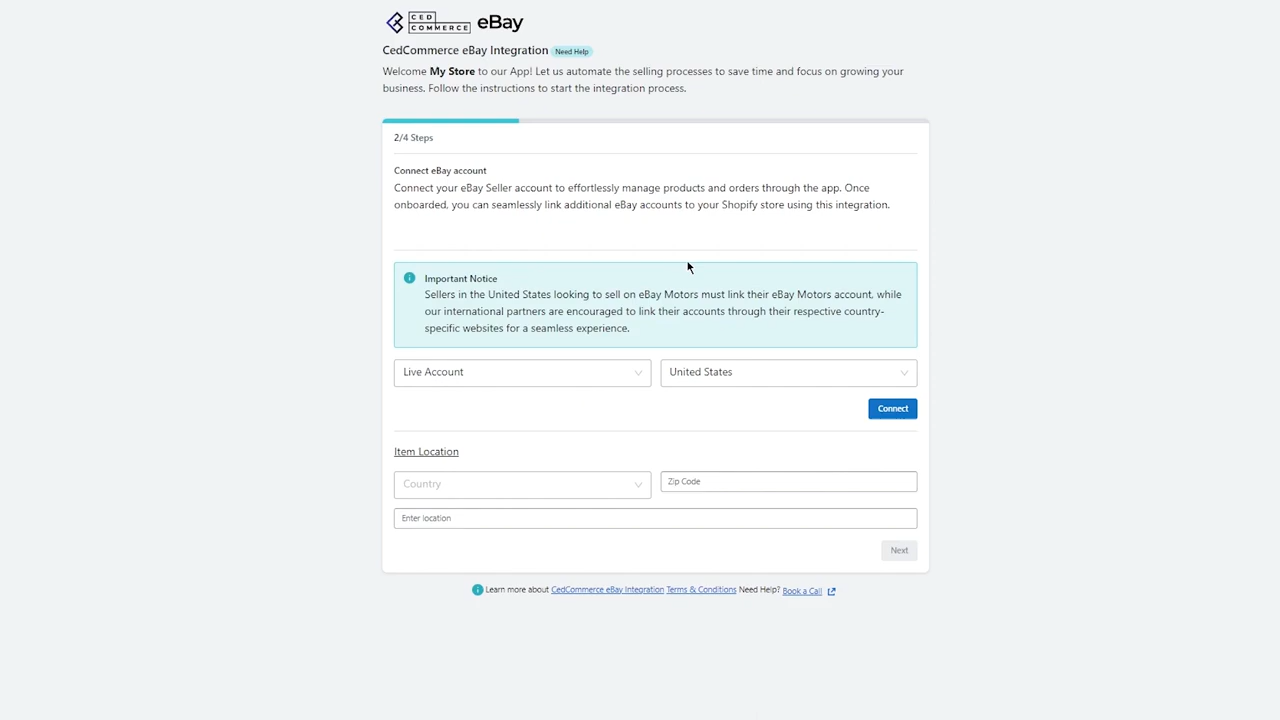 CED
COMMERCE eBay
CedCommerce eBay Integration Need Help
Welcome My Store to our App! Let us automate the selling processes to save time and focus on growing your
business. Follow the instructions to start the integration process.
2/4 Steps
Connect eBay account
Connect your eBay Seller account to effortlessly manage products and orders through the app. Once
onboarded, you can seamlessly link additional eBay accounts to your Shopify store using this integration.
Important Notice
Sellers in the United States looking to sell on eBay Motors must link their eBay Motors account, while
our international partners are encouraged to link their accounts through their respective country-
specific websites for a seamless experience.
Live Account United States
Connect
Item Location
Country Zip Code
Enter location
Next
Learn more about CedCommerce eBay Integration Terms & Conditions Need Help? Book a Call